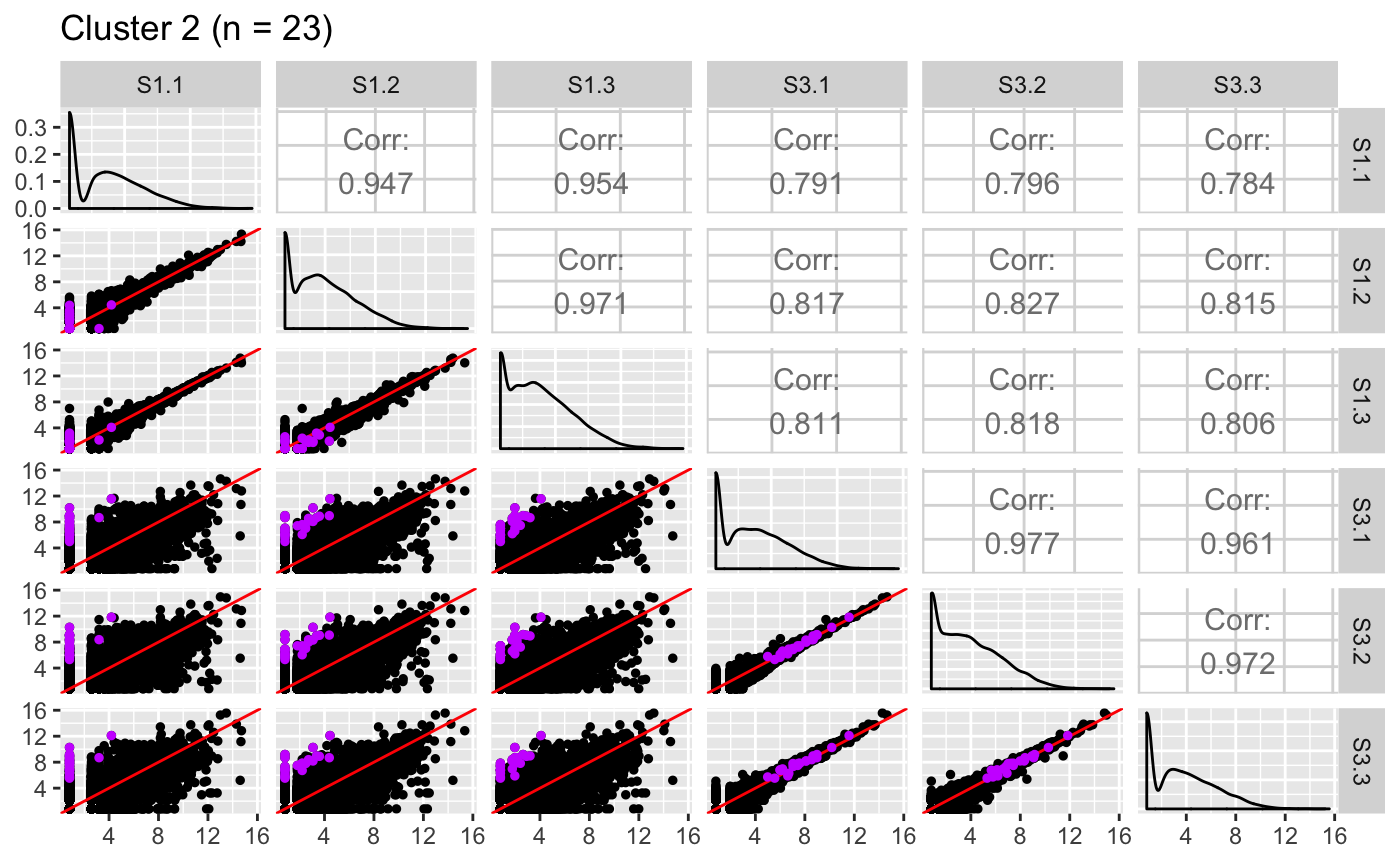 Cluster 2 (n = 23)
S1.1 S1.2 S1.3 S3.1 S3.2 S3.3
0.3
0.2
0.1
0.0
Corr: Corr: Corr: Corr: Corr:
0.947 0.954 0.791 0.796 0.784
S1.1
16
12
8
4
Corr: Corr: Corr: Corr:
0.971 0.817 0.827 0.815
S1.2
16
12
8
4
Corr: Corr: Corr:
0.811 0.818 0.806
S1.3
16
12
8
4
Corr: Corr:
0.977 0.961
S3.1
16
12
8
4
Corr:
0.972
S3.2
16
12
8
4
S3.3
4 8 12 16 4 8 12 16 4 8 12 16 4 8 12 16 4 8 12 16 4 8 12 16